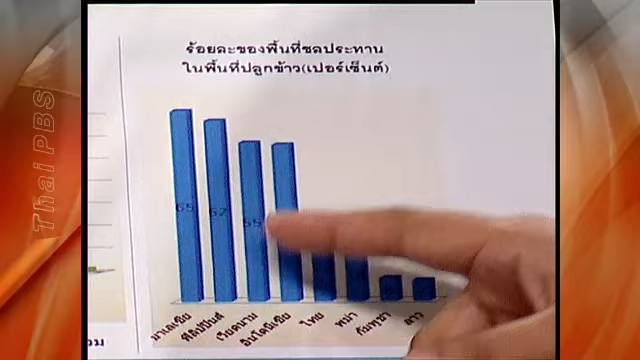 Thai PBS
ร้อยละของพื้นที่ชลประทาน
ในพื้นที่ปลูกข้าว(เปอร์เซ็นต์)
67
55
มาเลเซีย
ฟิลิปปินส์
เวียดนาม
อินโดนีเซีย
ไทย
พม่า
กัมพูชา
ลาว